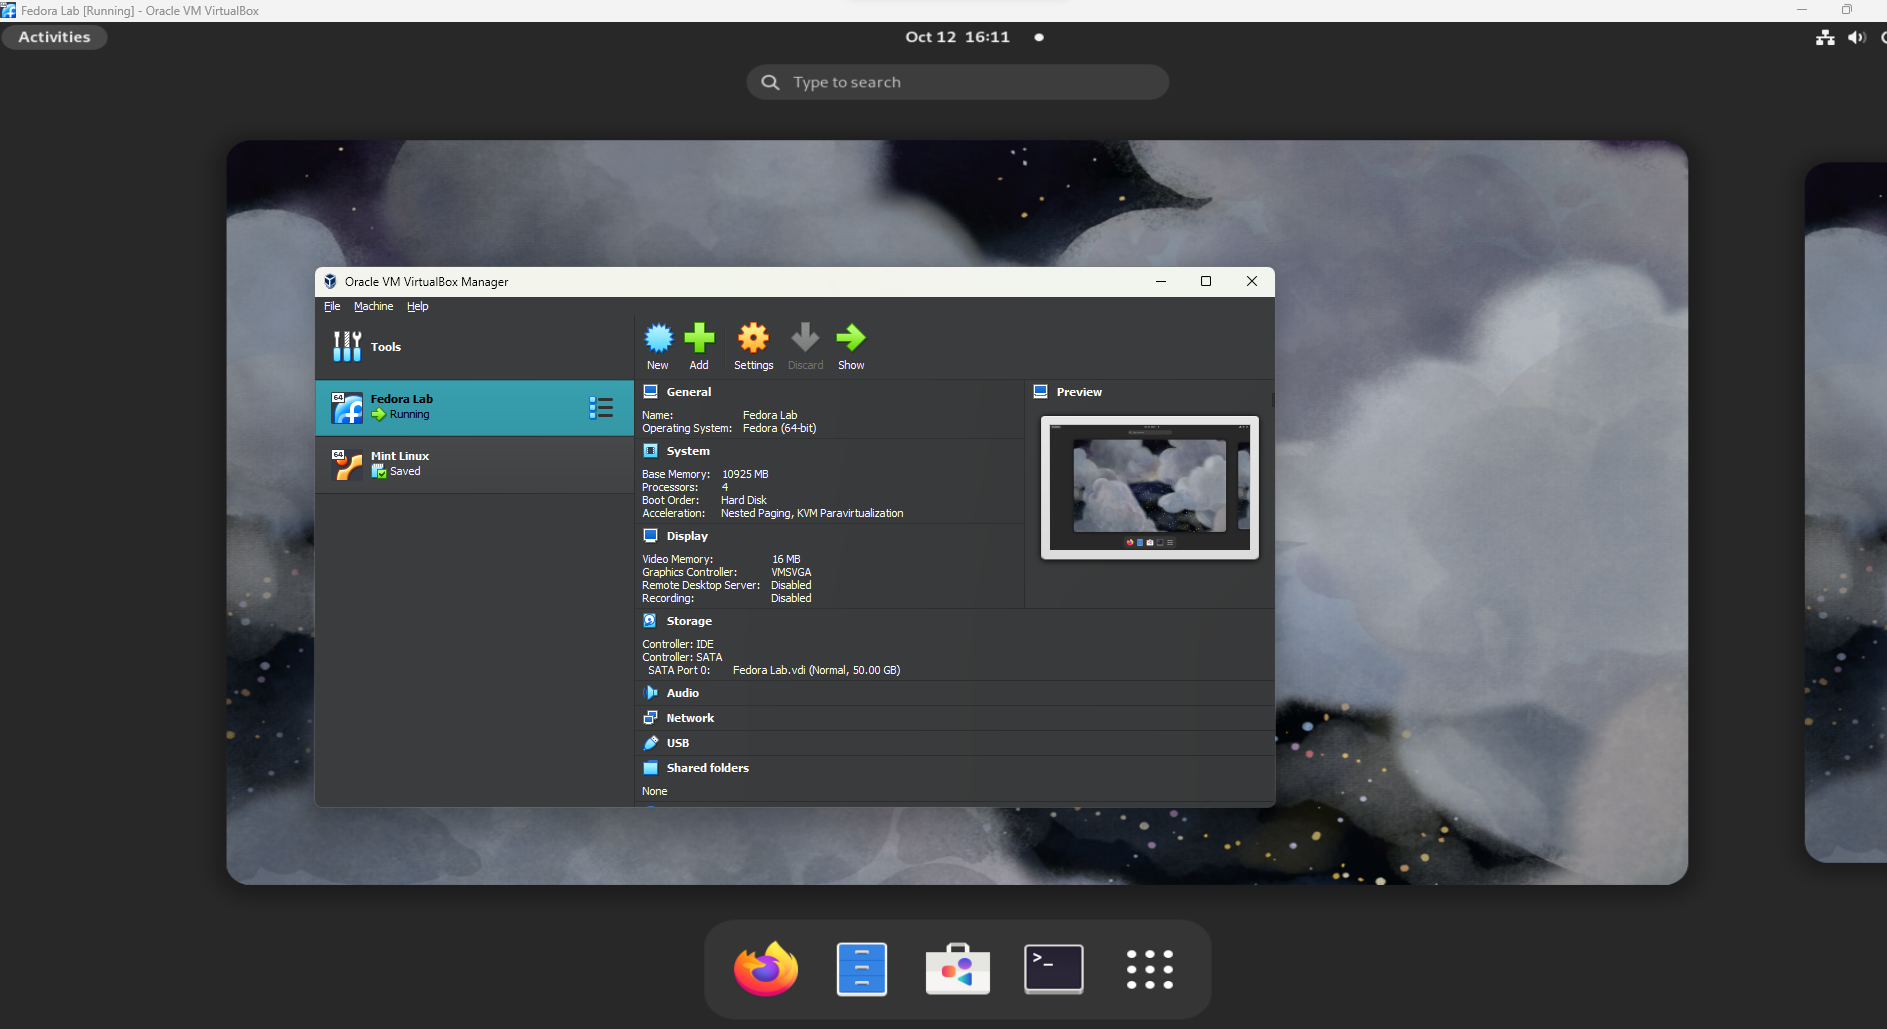 Fedora Lab [Running] - Oracle VM VirtualBox
Activities
Oct 12 16:11
Type to search
Oracle VM VirtualBox Manager
File Machine Help
Tools
New Add Settings Discard Show
64
Fedora Lab
Running
64
Mint Linux
Saved
General
Name: Fedora Lab
Operating System: Fedora (64-bit)
System
Base Memory: 10925 MB
Processors: 4
Boot Order: Hard Disk
Acceleration: Nested Paging, KVM Paravirtualization
Display
Video Memory: 16 MB
Graphics Controller: VMSVGA
Remote Desktop Server: Disabled
Recording: Disabled
Storage
Controller: IDE
Controller: SATA
SATA Port 0: Fedora Lab.vdi (Normal, 50.00 GB)
Audio
Network
USB
Shared folders
None
Preview
>_